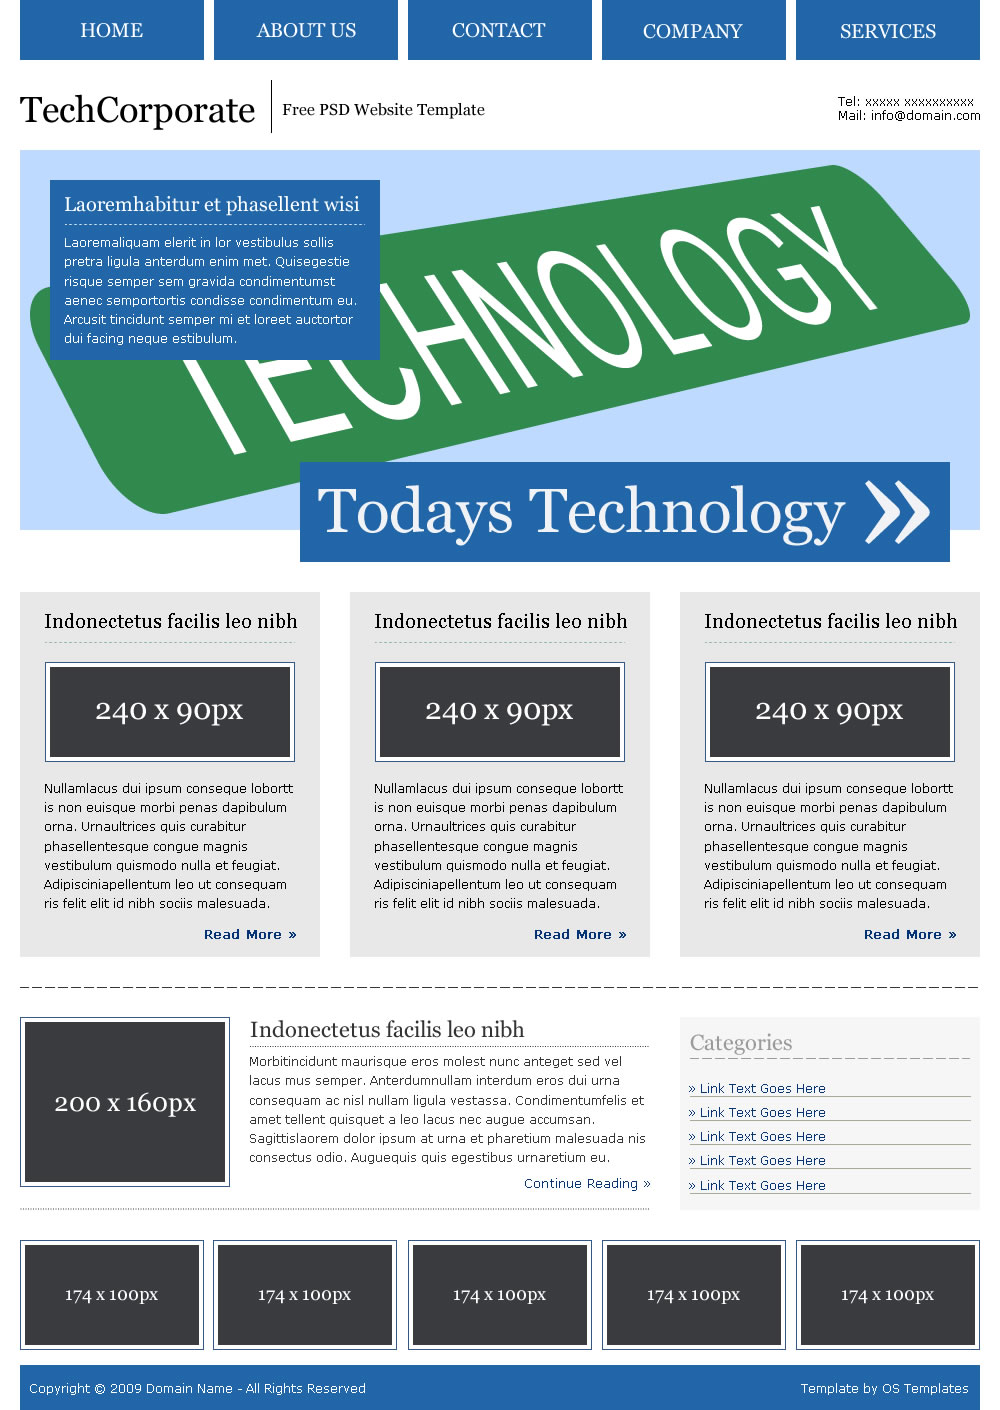 HOME
ABOUT US
CONTACT
COMPANY
SERVICES
TechCorporate
Free PSD Website Template
Tel: xxxxx xxxxxxxxxx
Mail: info@domain.com
Laoremhabitur et phasellent wisi
Laoremaliquam elerit in lor vestibulus sollis
pretra ligula anterdum enim met. Quisegestie
risque semper sem gravida condimentumst
aenec semportortis condisse condimentum eu.
Arcusit tincidunt semper mi et loreet auctortor
dui facing neque estibulum.
TECHNOLOGY
Todays Technology »
Indonectetus facilis leo nibh
240 x 90px
Nullamlacus dui ipsum conseque lobortt
is non euisque morbi penas dapibulum
orna. Urnaultrices quis curabitur
phasellentesque congue magnis
vestibulum quismodo nulla et feugiat.
Adipisciniapellentum leo ut consequam
ris felit elit id nibh sociis malesuada.
Read More »
Indonectetus facilis leo nibh
240 x 90px
Nullamlacus dui ipsum conseque lobortt
is non euisque morbi penas dapibulum
orna. Urnaultrices quis curabitur
phasellentesque congue magnis
vestibulum quismodo nulla et feugiat.
Adipisciniapellentum leo ut consequam
ris felit elit id nibh sociis malesuada.
Read More »
Indonectetus facilis leo nibh
240 x 90px
Nullamlacus dui ipsum conseque lobortt
is non euisque morbi penas dapibulum
orna. Urnaultrices quis curabitur
phasellentesque congue magnis
vestibulum quismodo nulla et feugiat.
Adipisciniapellentum leo ut consequam
ris felit elit id nibh sociis malesuada.
Read More »
200 x 160px
Indonectetus facilis leo nibh
Morbitincidunt maurisque eros molest nunc anteget sed vel
lacus mus semper. Anterdumnullam interdum eros dui urna
consequam ac nisl nullam ligula vestassa. Condimentumfelis et
amet tellent quisquet a leo lacus nec augue accumsan.
Sagittislaorem dolor ipsum at urna et pharetium malesuada nis
consectus odio. Auguequis quis egestibus urnaretium eu.
Continue Reading »
Categories
» Link Text Goes Here
» Link Text Goes Here
» Link Text Goes Here
» Link Text Goes Here
» Link Text Goes Here
174 x 100px
174 x 100px
174 x 100px
174 x 100px
174 x 100px
Copyright © 2009 Domain Name - All Rights Reserved
Template by OS Templates